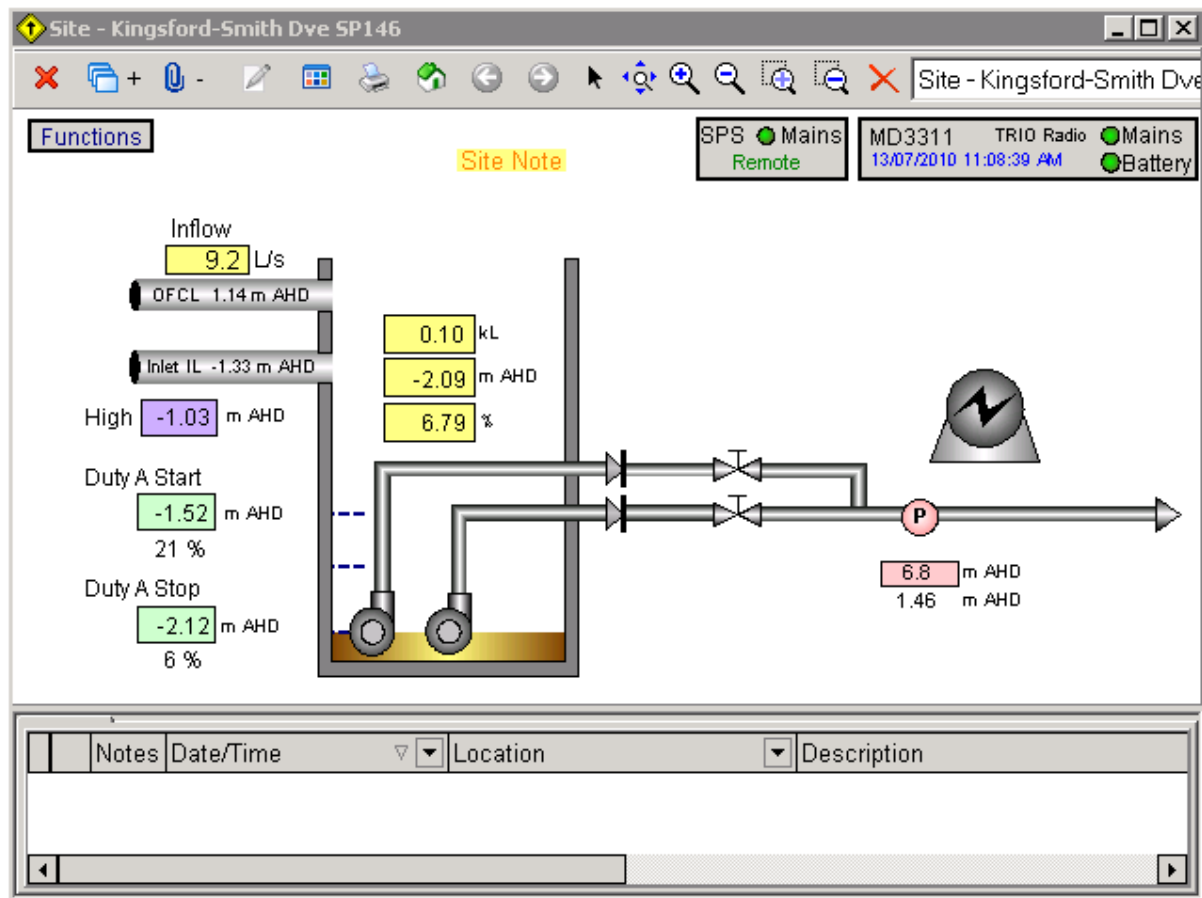 Site - Kingsford-Smith Dve SP146
+ - Site - Kingsford-Smith Dve
Functions
Site Note
SPS Mains
Remote
MD3311 TRIO Radio Mains
13/07/2010 11:08:39 AM Battery
Inflow
9.2 L/s
OFCL 1.14 m AHD
0.10 kL
Inlet IL -1.33 m AHD
-2.09 m AHD
High -1.03 m AHD
6.79 %
Duty A Start
-1.52 m AHD
21 %
P
6.8 m AHD
1.46 m AHD
Duty A Stop
-2.12 m AHD
6 %
Notes Date/Time Location Description